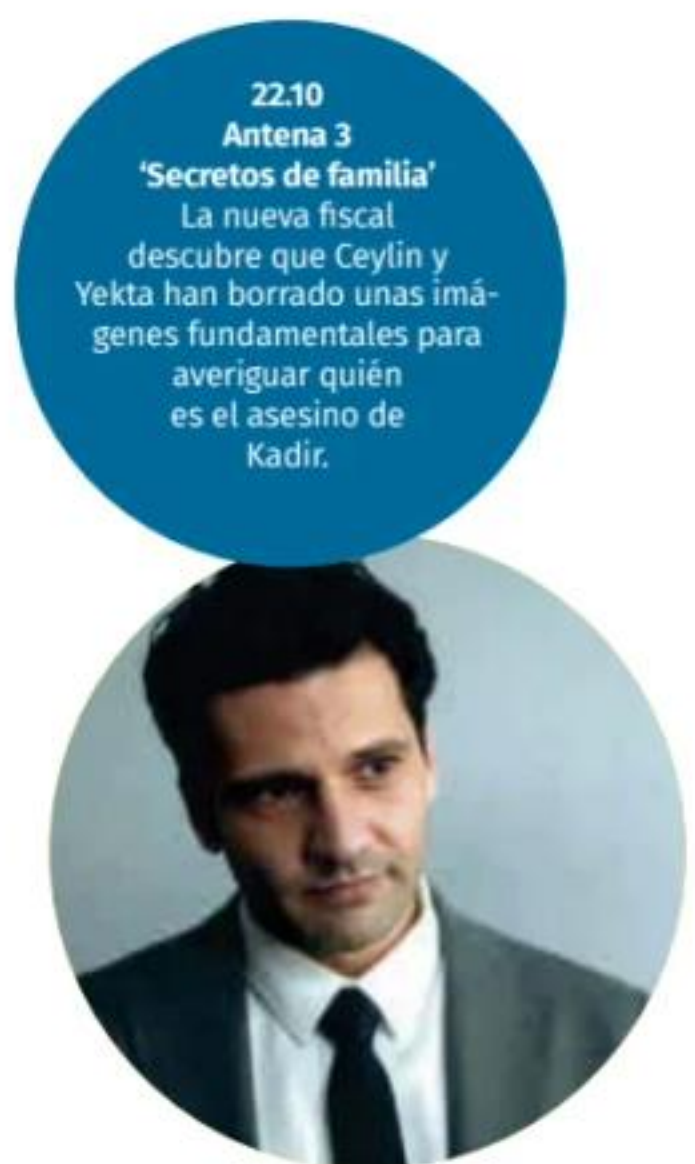 22.10
Antena 3
‘Secretos de familia’
La nueva fiscal
descubre que Ceylin y
Yekta han borrado unas imá-
genes fundamentales para
averiguar quién
es el asesino de
Kadir.